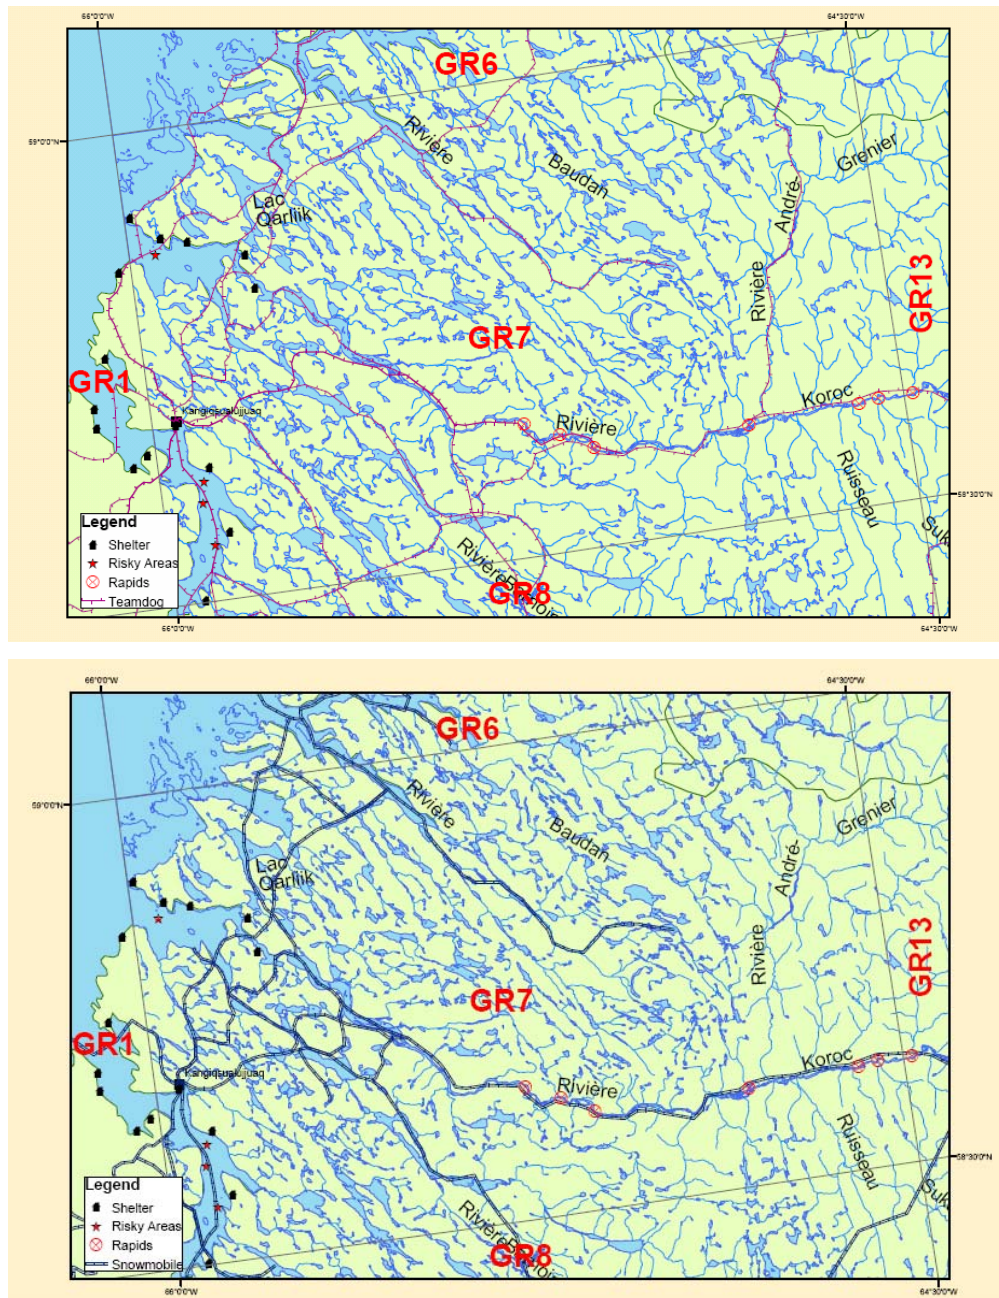 66°0'0"W
64°30'0"W
GR6
59°0'0"N
Rivière
Baudan
Grenier
André-
Lac
Qarliik
Rivière
GR13
GR7
GR1
Kangiqsualujjuaq
Koroc
Rivière
Ruisseau
58°30'0"N
Suk
Legend
Shelter
Risky Areas
Rapids
Teamdog
Rivière
GR8
66°0'0"W
64°30'0"W
66°0'0"W
64°30'0"W
GR6
59°0'0"N
Rivière
Baudan
Grenier
André-
Lac
Qarliik
Rivière
GR13
GR7
GR1
Kangiqsualujjuaq
Koroc
Rivière
Ruisseau
58°30'0"N
Suk
Legend
Shelter
Risky Areas
Rapids
Snowmobile
Rivière
GR8
66°0'0"W
64°30'0"W